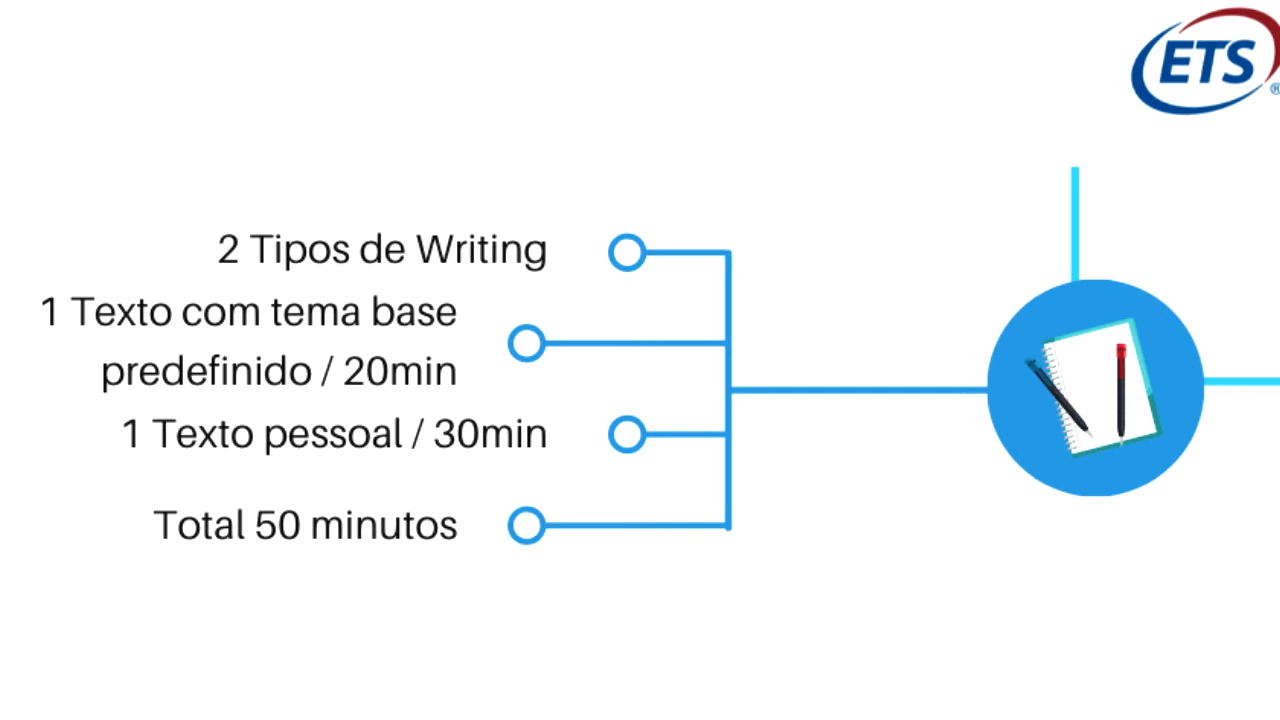 ETS
®
2 Tipos de Writing
1 Texto com tema base
predefinido / 20min
1 Texto pessoal / 30min
Total 50 minutos